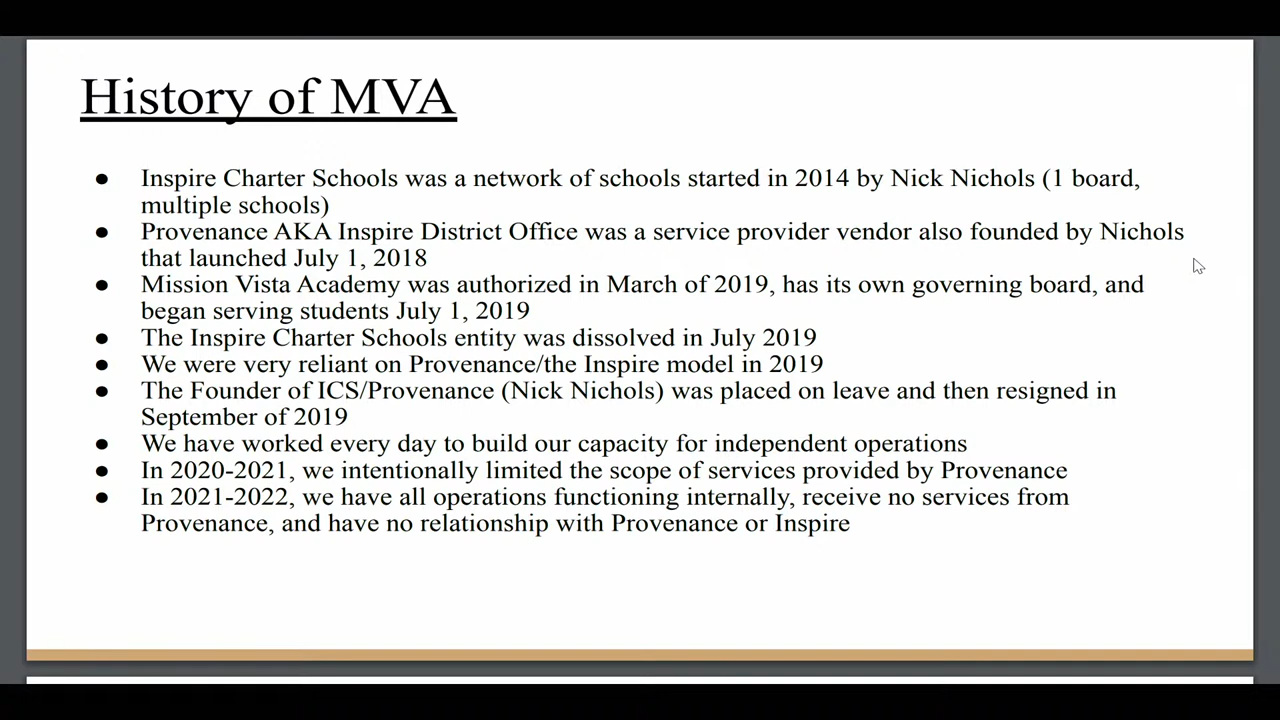 History of MVA
● Inspire Charter Schools was a network of schools started in 2014 by Nick Nichols (1 board,
multiple schools)
● Provenance AKA Inspire District Office was a service provider vendor also founded by Nichols
that launched July 1, 2018
● Mission Vista Academy was authorized in March of 2019, has its own governing board, and
began serving students July 1, 2019
● The Inspire Charter Schools entity was dissolved in July 2019
● We were very reliant on Provenance/the Inspire model in 2019
● The Founder of ICS/Provenance (Nick Nichols) was placed on leave and then resigned in
September of 2019
● We have worked every day to build our capacity for independent operations
● In 2020-2021, we intentionally limited the scope of services provided by Provenance
● In 2021-2022, we have all operations functioning internally, receive no services from
Provenance, and have no relationship with Provenance or Inspire